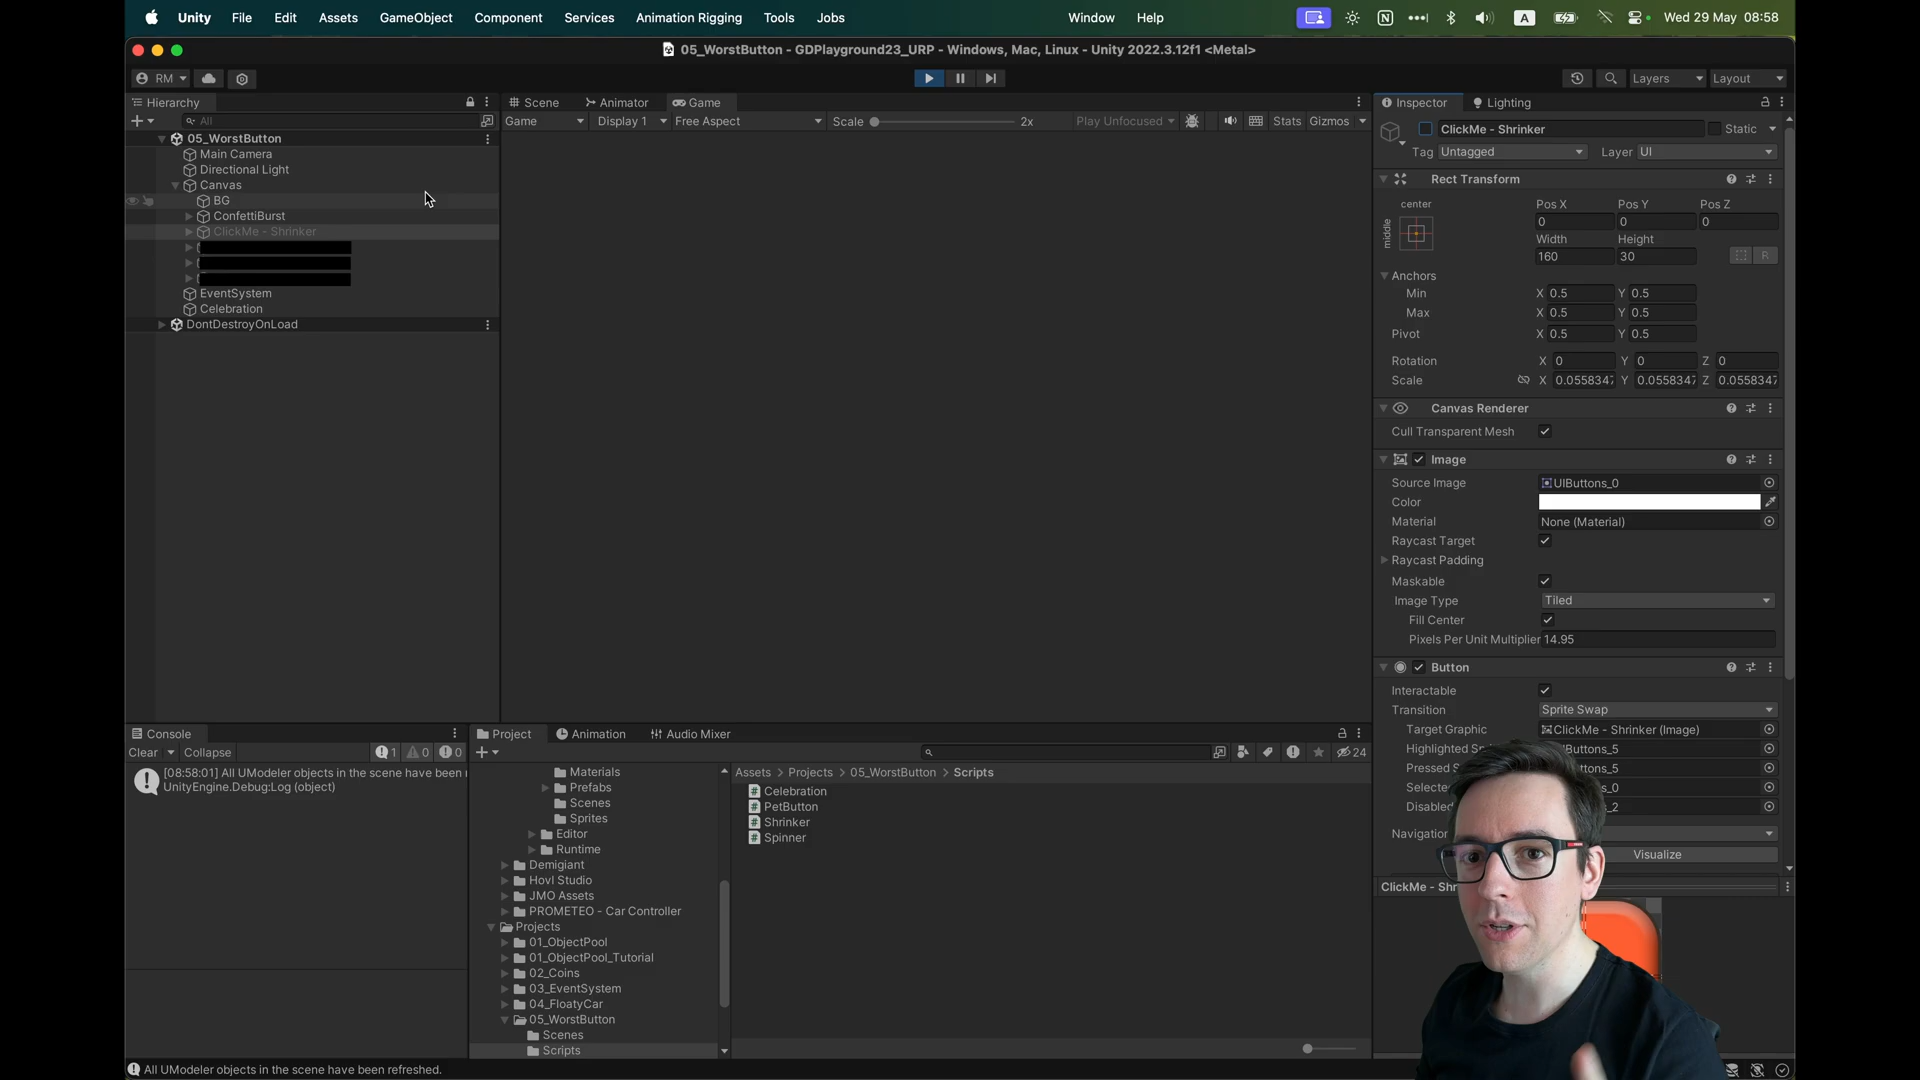 Unity File Edit Assets GameObject Component Services Animation Rigging Tools Jobs Window Help A Wed 29 May 08:58
05_WorstButton - GDPlayground23_URP - Windows, Mac, Linux - Unity 2022.3.12f1 <Metal>
RM Layers Layout
Hierarchy
All
05_WorstButton
Main Camera
Directional Light
Canvas
BG
ConfettiBurst
ClickMe - Shrinker
EventSystem
Celebration
DontDestroyOnLoad
Scene Animator Game
Game Display 1 Free Aspect Scale 2x Play Unfocused Stats Gizmos
Inspector Lighting
ClickMe - Shrinker Static
Tag Untagged Layer UI
Rect Transform
center Pos X Pos Y Pos Z
middle 0 0 0
Width Height
160 30 R
Anchors
Min X 0.5 Y 0.5
Max X 0.5 Y 0.5
Pivot X 0.5 Y 0.5
Rotation X 0 Y 0 Z 0
Scale X 0.0558347 Y 0.0558347 Z 0.0558347
Canvas Renderer
Cull Transparent Mesh
Image
Source Image UIButtons_0
Color
Material None (Material)
Raycast Target
Raycast Padding
Maskable
Image Type Tiled
Fill Center
Pixels Per Unit Multiplier 14.95
Button
Interactable
Transition Sprite Swap
Target Graphic ClickMe - Shrinker (Image)
Highlighted
Navigation
Visualize
Console
Clear Collapse 1 0 0
[08:58:01] All UModeler objects in the scene have been
UnityEngine.Debug:Log (object)
Project Animation Audio Mixer
24
Materials
Prefabs
Scenes
Sprites
Editor
Runtime
Demigiant
Hovl Studio
JMO Assets
PROMETEO - Car Controller
Projects
01_ObjectPool
01_ObjectPool_Tutorial
02_Coins
03_EventSystem
04_FloatyCar
05_WorstButton
Scenes
Scripts
Assets > Projects > 05_WorstButton > Scripts
Celebration
PetButton
Shrinker
Spinner
All UModeler objects in the scene have been refreshed.